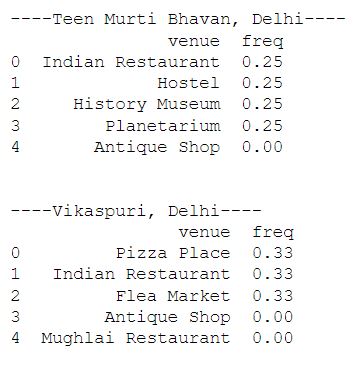 ----Teen Murti Bhavan, Delhi----
venue freq
0 Indian Restaurant 0.25
1 Hostel 0.25
2 History Museum 0.25
3 Planetarium 0.25
4 Antique Shop 0.00
----Vikaspuri, Delhi----
venue freq
0 Pizza Place 0.33
1 Indian Restaurant 0.33
2 Flea Market 0.33
3 Antique Shop 0.00
4 Mughlai Restaurant 0.00